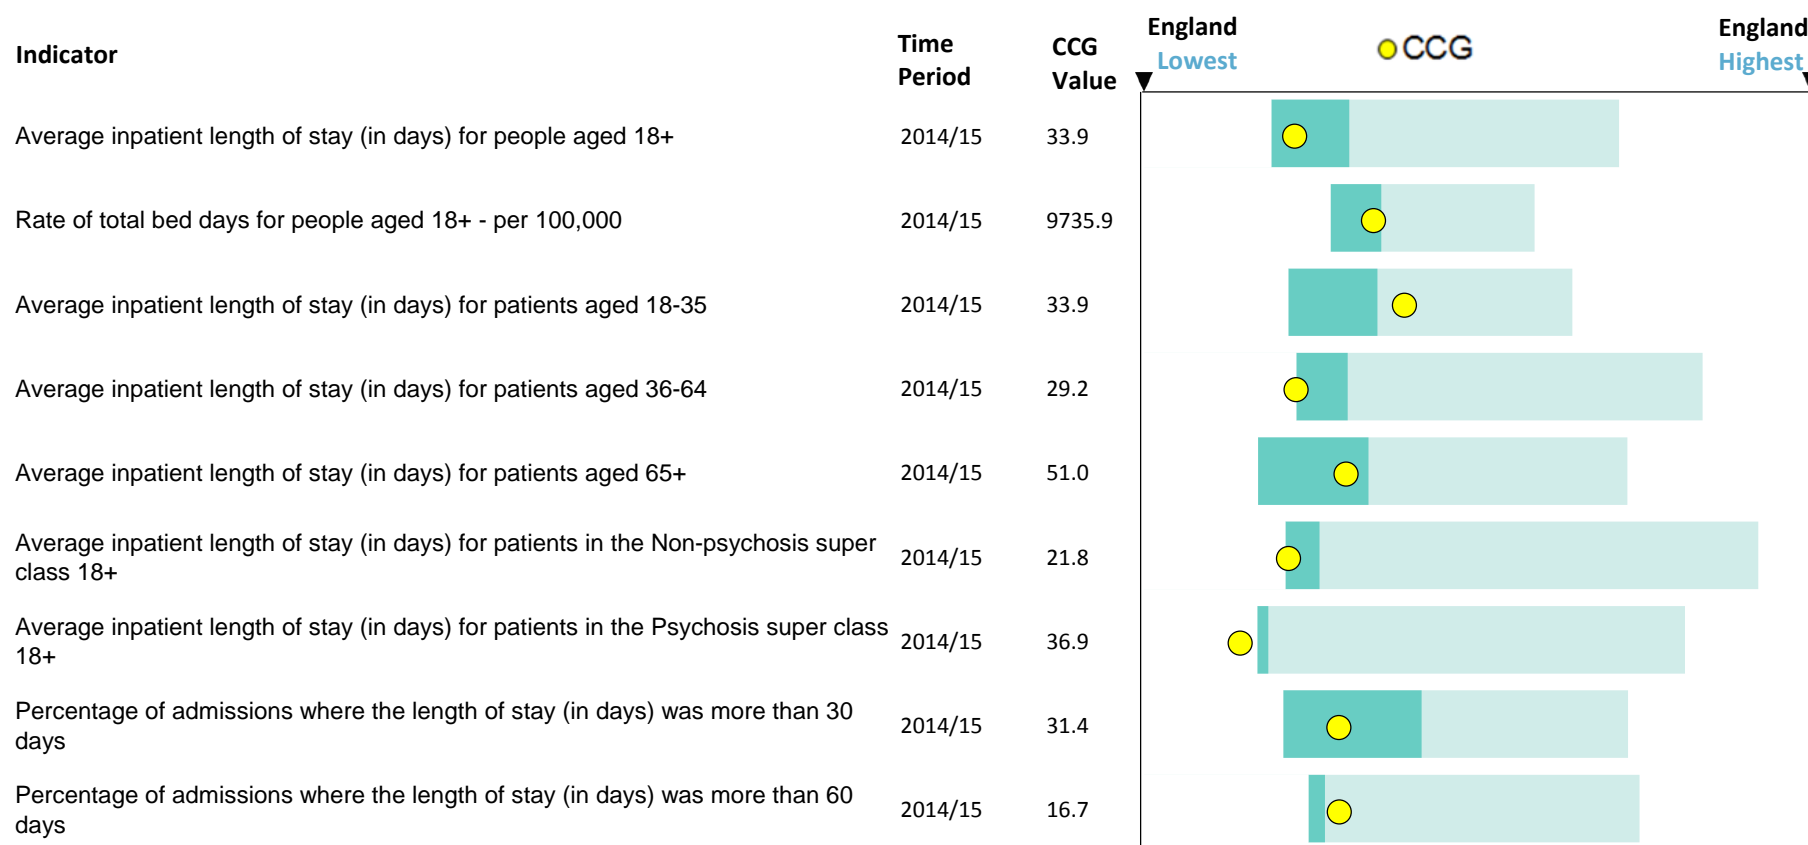 Indicator
Time Period
CCG Value
England Lowest
CCG
England Highest
Average inpatient length of stay (in days) for people aged 18+ 2014/15 33.9
Rate of total bed days for people aged 18+ - per 100,000 2014/15 9735.9
Average inpatient length of stay (in days) for patients aged 18-35 2014/15 33.9
Average inpatient length of stay (in days) for patients aged 36-64 2014/15 29.2
Average inpatient length of stay (in days) for patients aged 65+ 2014/15 51.0
Average inpatient length of stay (in days) for patients in the Non-psychosis super
class 18+ 2014/15 21.8
Average inpatient length of stay (in days) for patients in the Psychosis super class
18+ 2014/15 36.9
Percentage of admissions where the length of stay (in days) was more than 30
days 2014/15 31.4
Percentage of admissions where the length of stay (in days) was more than 60
days 2014/15 16.7